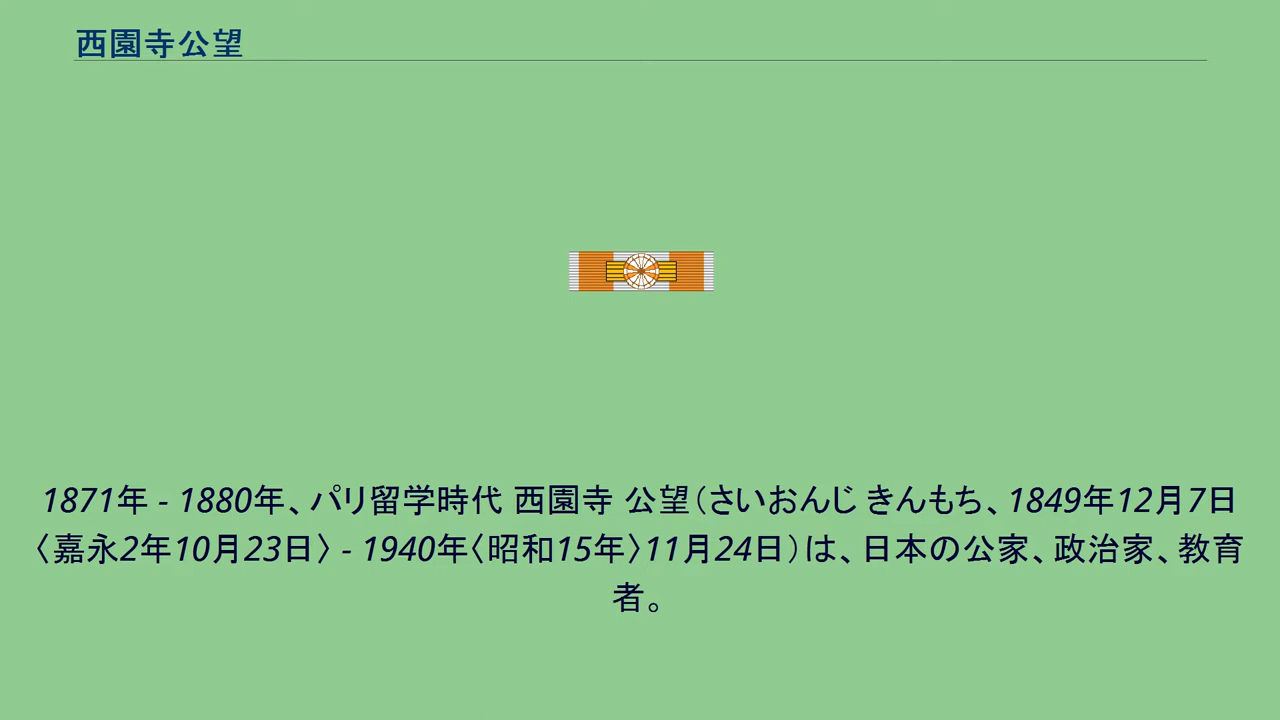 西園寺公望
1871年 - 1880年、パリ留学時代 西園寺 公望（さいおんじ きんもち、1849年12月7日
〈嘉永2年10月23日〉 - 1940年〈昭和15年〉11月24日）は、日本の公家、政治家、教育
者。